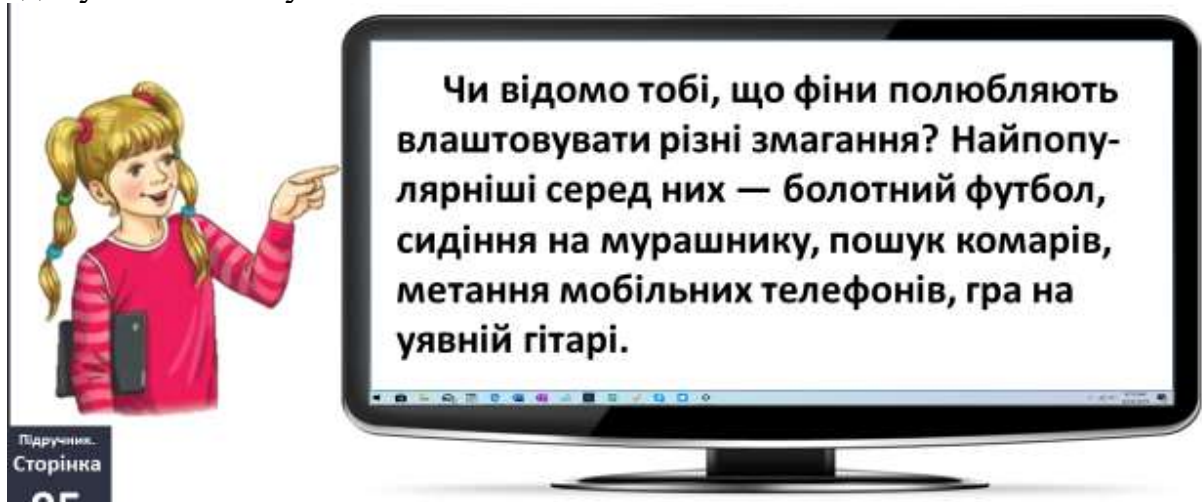 Чи відомо тобі, що фіни полюбляють
влаштовувати різні змагання? Найпопу-
лярніші серед них — болотний футбол,
сидіння на мурашнику, пошук комарів,
метання мобільних телефонів, гра на
уявній гітарі.
Підручник.
Сторінка